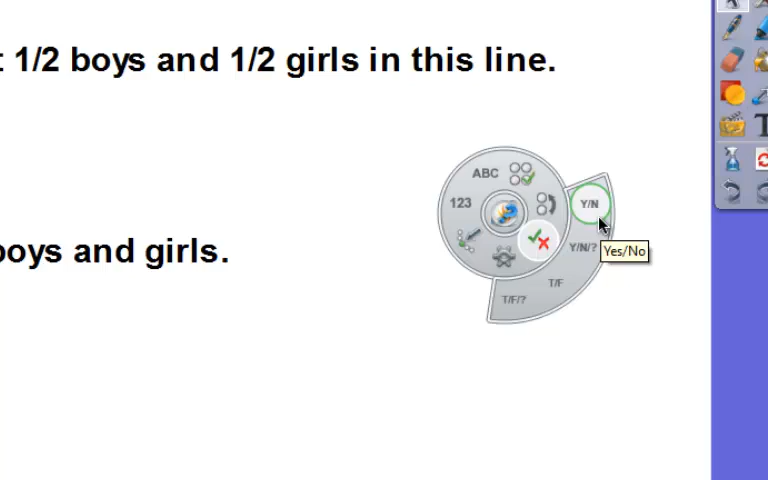 1/2 boys and 1/2 girls in this line.
ABC
123
Y/N
Y/N/?
Yes/No
T/F
T/F/?
boys and girls.
T